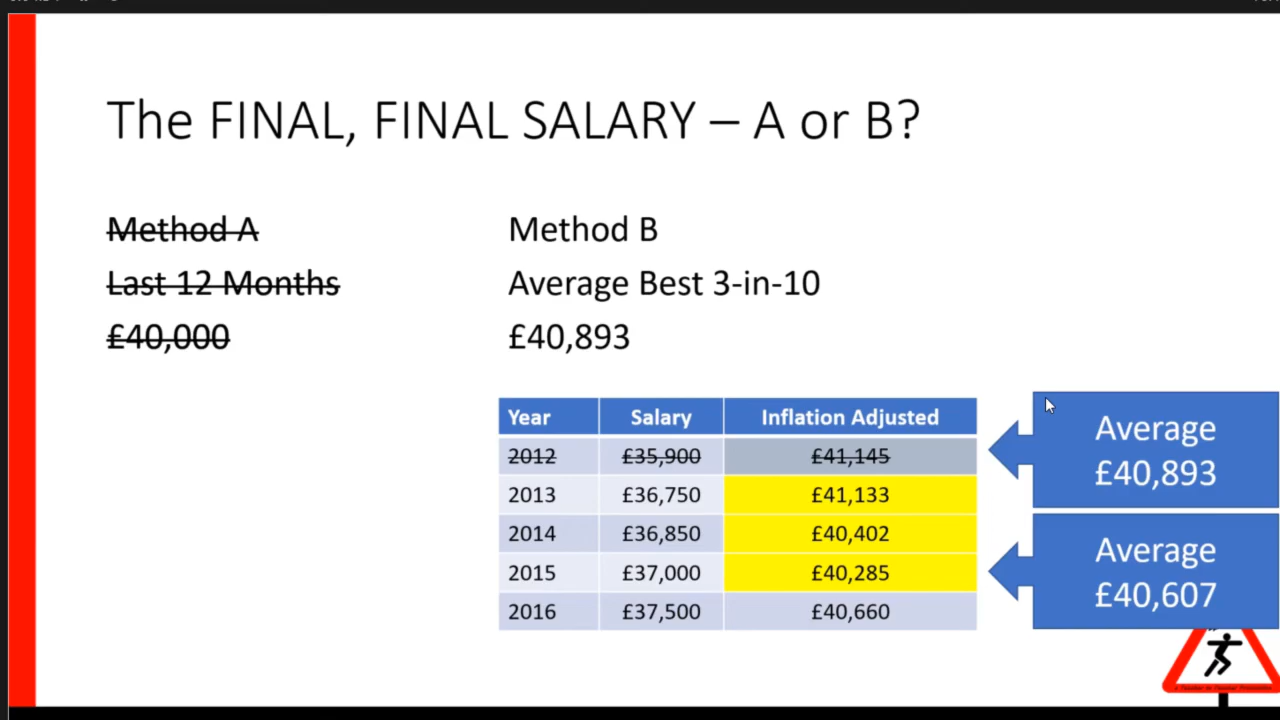 The FINAL, FINAL SALARY – A or B?
Method A
Last 12 Months
£40,000
Method B
Average Best 3-in-10
£40,893
Year Salary Inflation Adjusted
2012 £35,900 £41,145
2013 £36,750 £41,133
2014 £36,850 £40,402
2015 £37,000 £40,285
2016 £37,500 £40,660
Average
£40,893
Average
£40,607